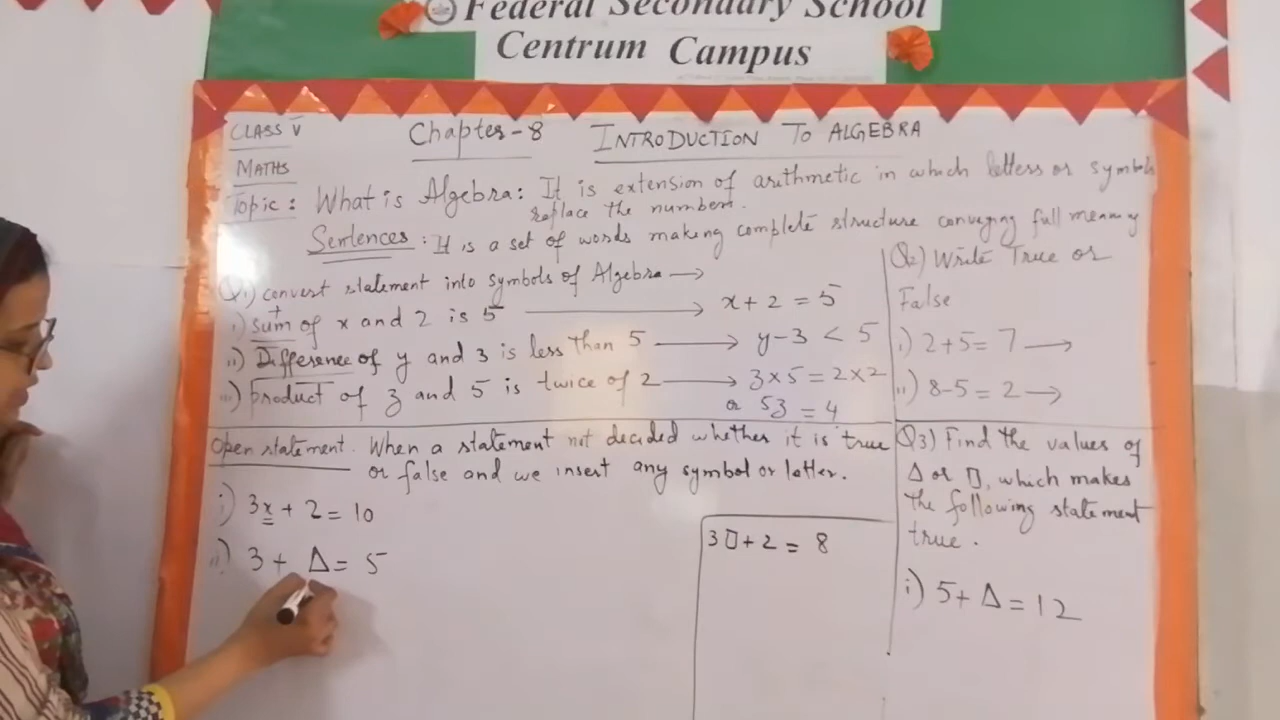 Federal Secondary School
Centrum Campus
CLASS V
MATHS
Chapter-8 INTRODUCTION TO ALGEBRA
Topic: What is Algebra: It is extension of arithmetic in which letters or symbols
replace the numbers.
Sentences: It is a set of words making complete structure conveying full meaning
Q1) convert statement into symbols of Algebra →
+
i) Sum of x and 2 is 5 → x + 2 = 5
ii) Difference of y and 3 is less than 5 → y - 3 < 5
iii) product of z and 5 is twice of 2 → 3 × 5 = 2 × 2
or 53 = 4
Q2) Write True or
False
i) 2+5 = 7 →
ii) 8-5 = 2 →
Open statement. When a statement not decided whether it is true
or false and we insert any symbol or letter.
i) 3x + 2 = 10
ii) 3 + Δ = 5
3▯ + 2 = 8
Q3) Find the values of
Δ or ▯, which makes
the following statement
true.
i) 5 + Δ = 12